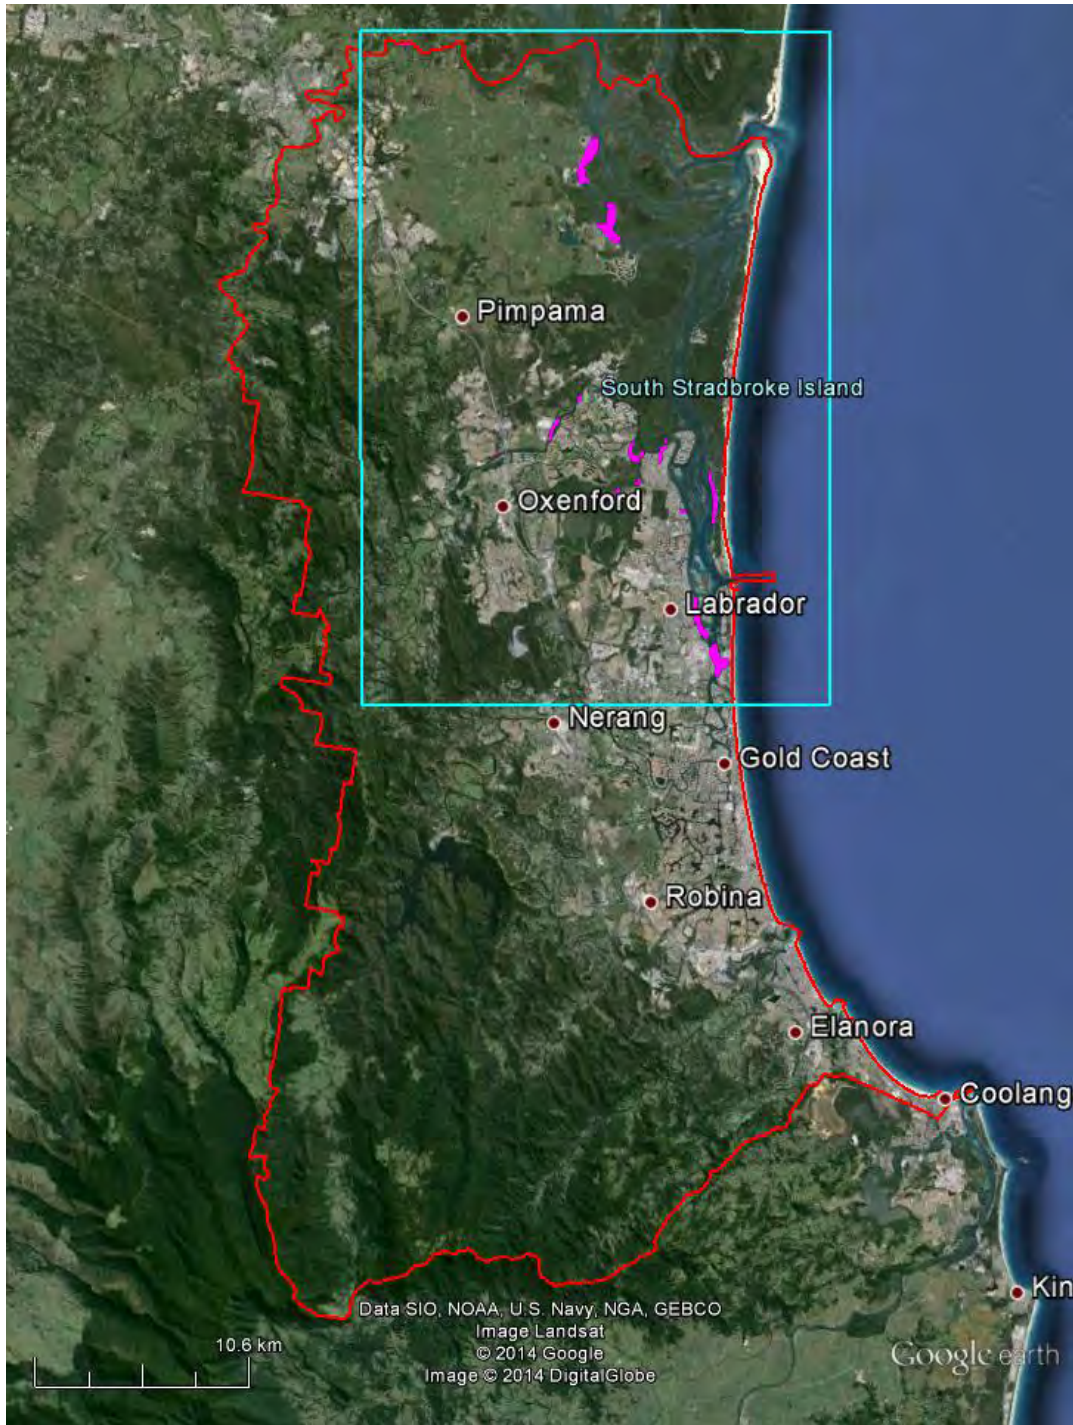 Pimpama
South Stradbroke Island
Oxenford
Labrador
Nerang
Gold Coast
Robina
Elanora
Coolang
Kin
Data SIO, NOAA, U.S. Navy, NGA, GEBCO
Image Landsat
© 2014 Google
Image © 2014 DigitalGlobe
10.6 km
Google earth